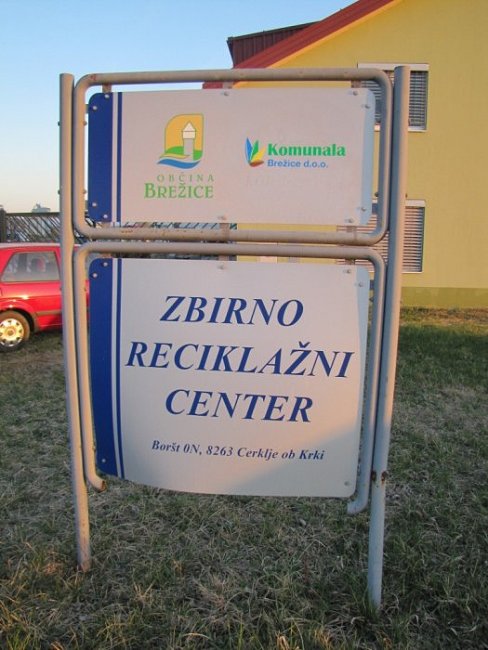 OBČINA
BREŽICE
Komunala
Brežice d.o.o.
ZBIRNO
RECIKLAŽNI
CENTER
Boršt 0N, 8263 Cerklje ob Krki